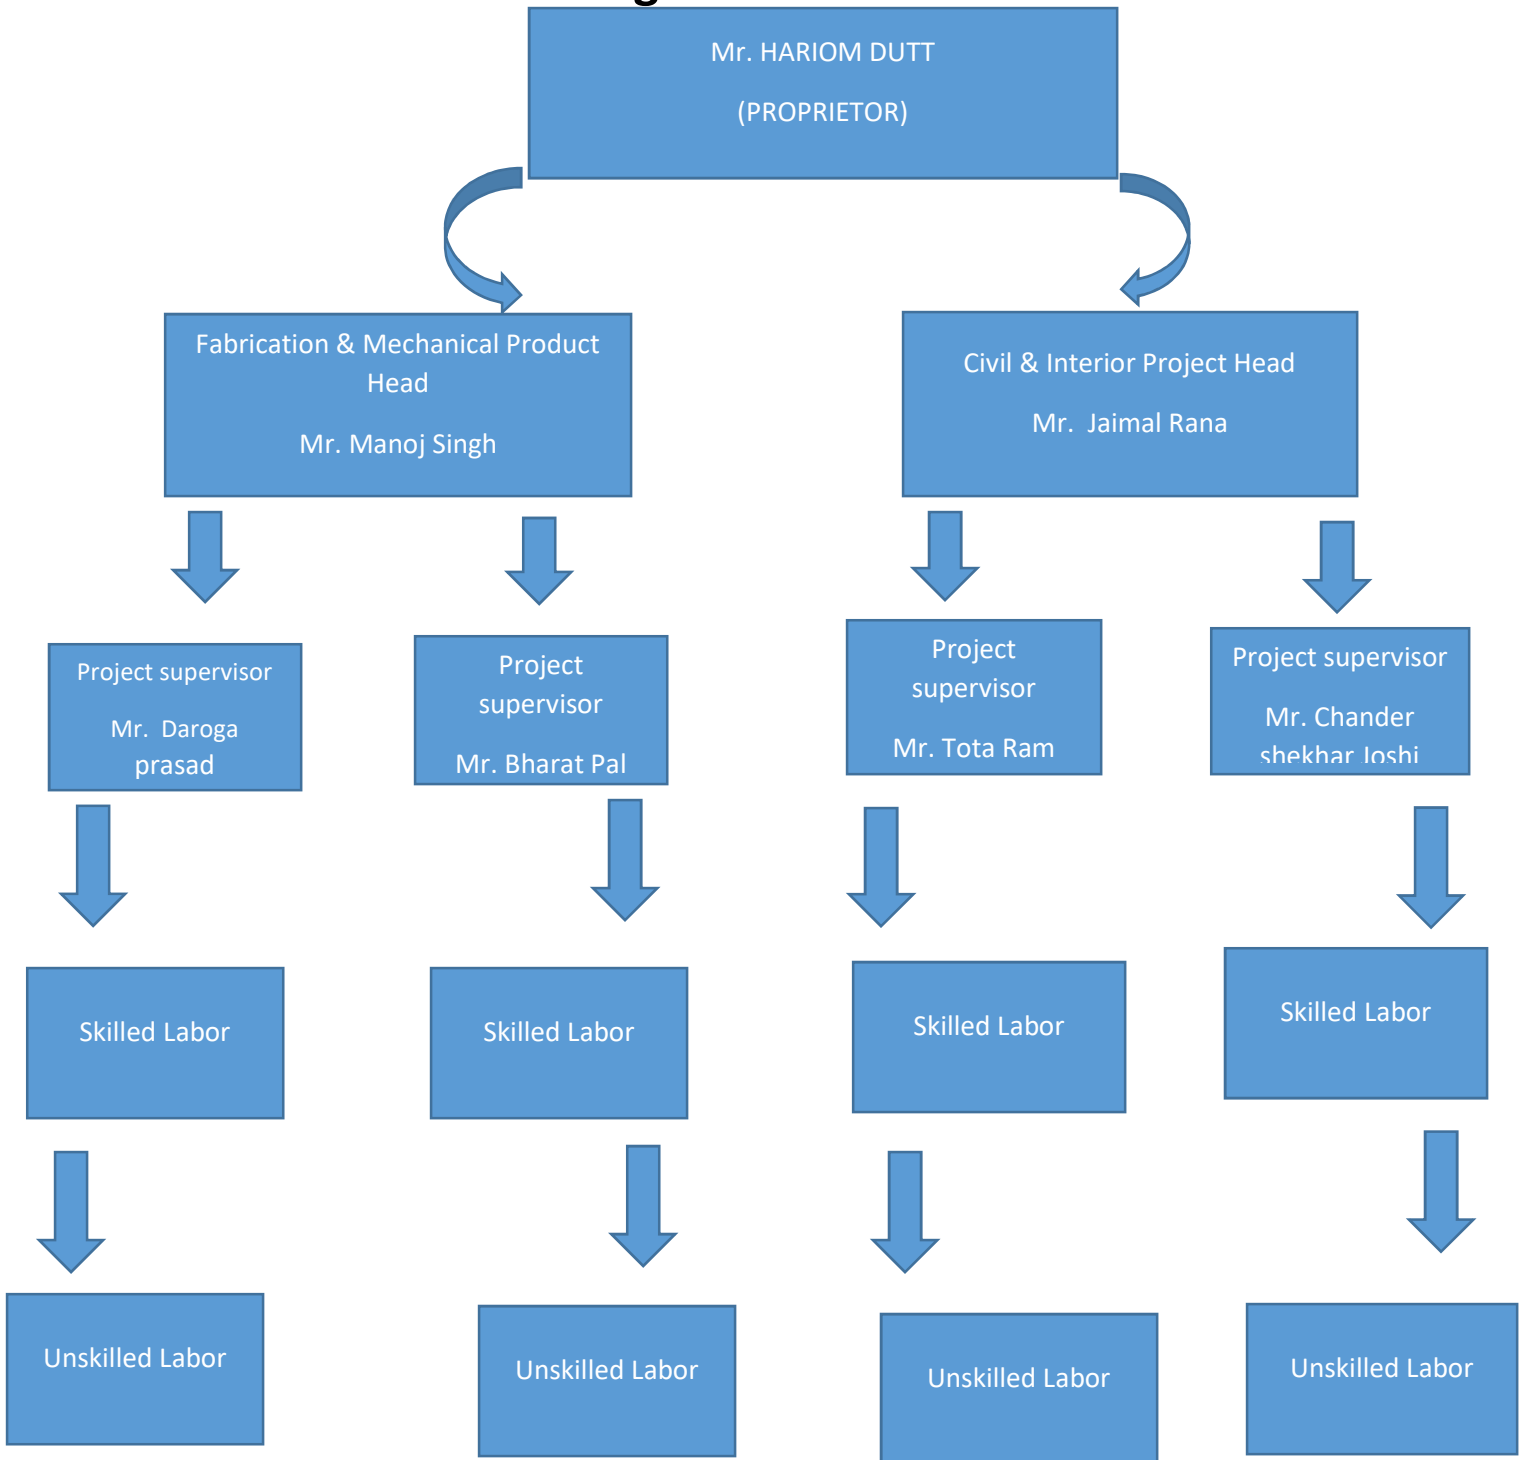 Mr. HARIOM DUTT
(PROPRIETOR)
Fabrication & Mechanical Product
Head
Mr. Manoj Singh
Civil & Interior Project Head
Mr. Jaimal Rana
Project supervisor
Mr. Daroga
prasad
Project
supervisor
Mr. Bharat Pal
Project
supervisor
Mr. Tota Ram
Project supervisor
Mr. Chander
shekhar Joshi
Skilled Labor
Skilled Labor
Skilled Labor
Skilled Labor
Unskilled Labor
Unskilled Labor
Unskilled Labor
Unskilled Labor